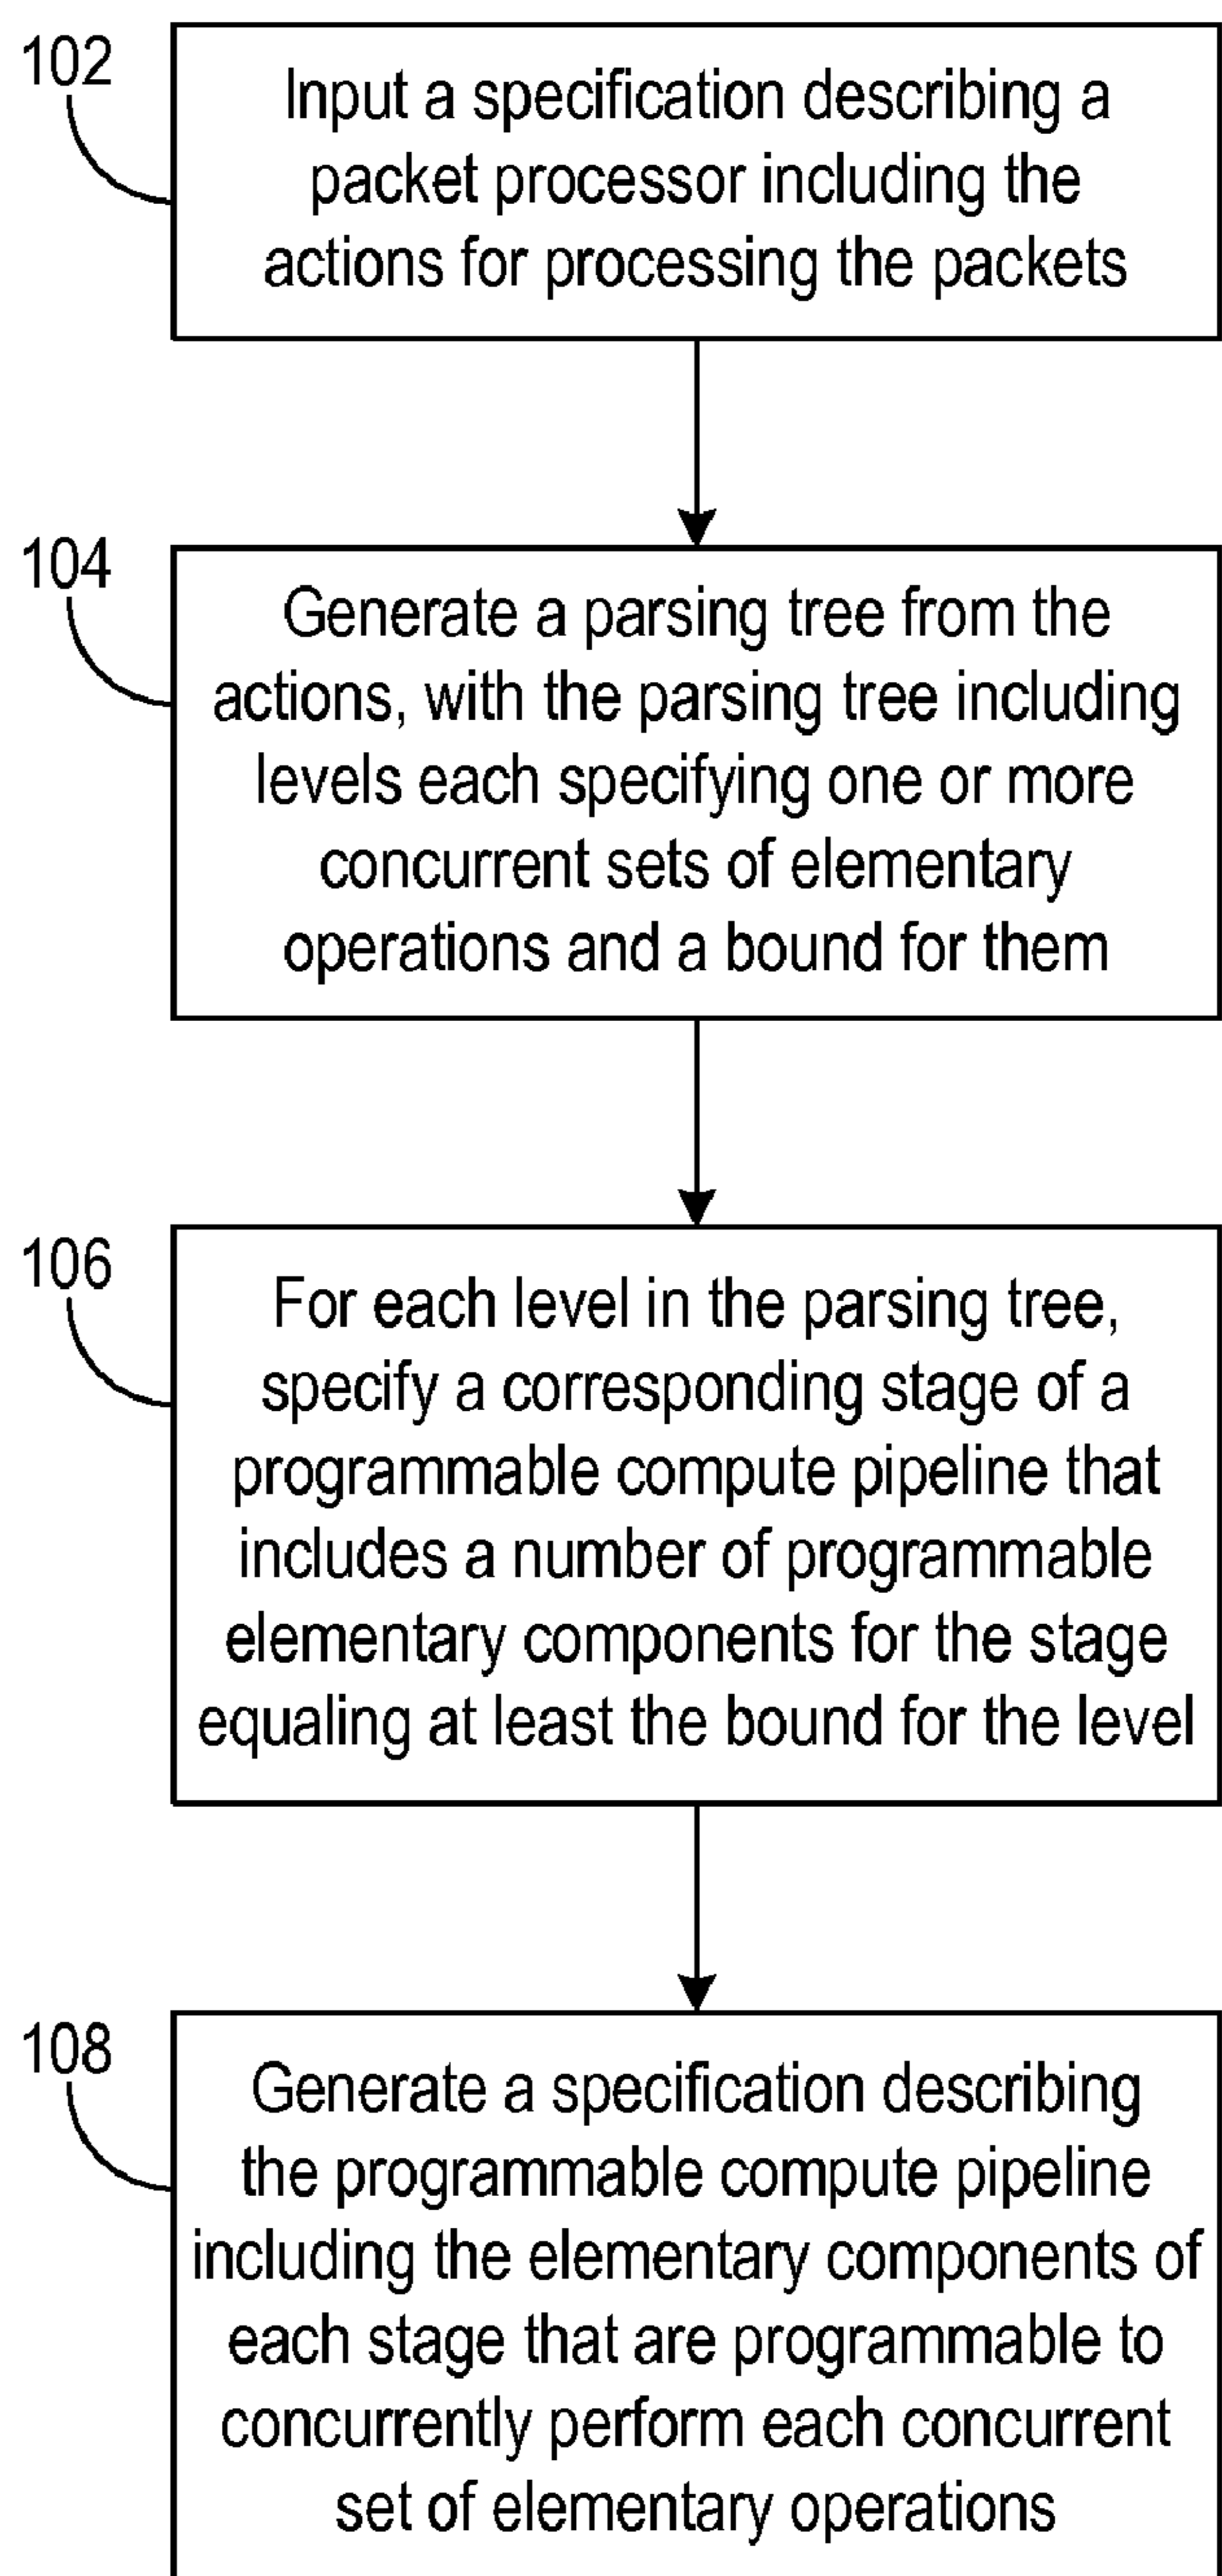 102
Input a specification describing a
packet processor including the
actions for processing the packets
104
Generate a parsing tree from the
actions, with the parsing tree including
levels each specifying one or more
concurrent sets of elementary
operations and a bound for them
106
For each level in the parsing tree,
specify a corresponding stage of a
programmable compute pipeline that
includes a number of programmable
elementary components for the stage
equaling at least the bound for the level
108
Generate a specification describing
the programmable compute pipeline
including the elementary components of
each stage that are programmable to
concurrently perform each concurrent
set of elementary operations